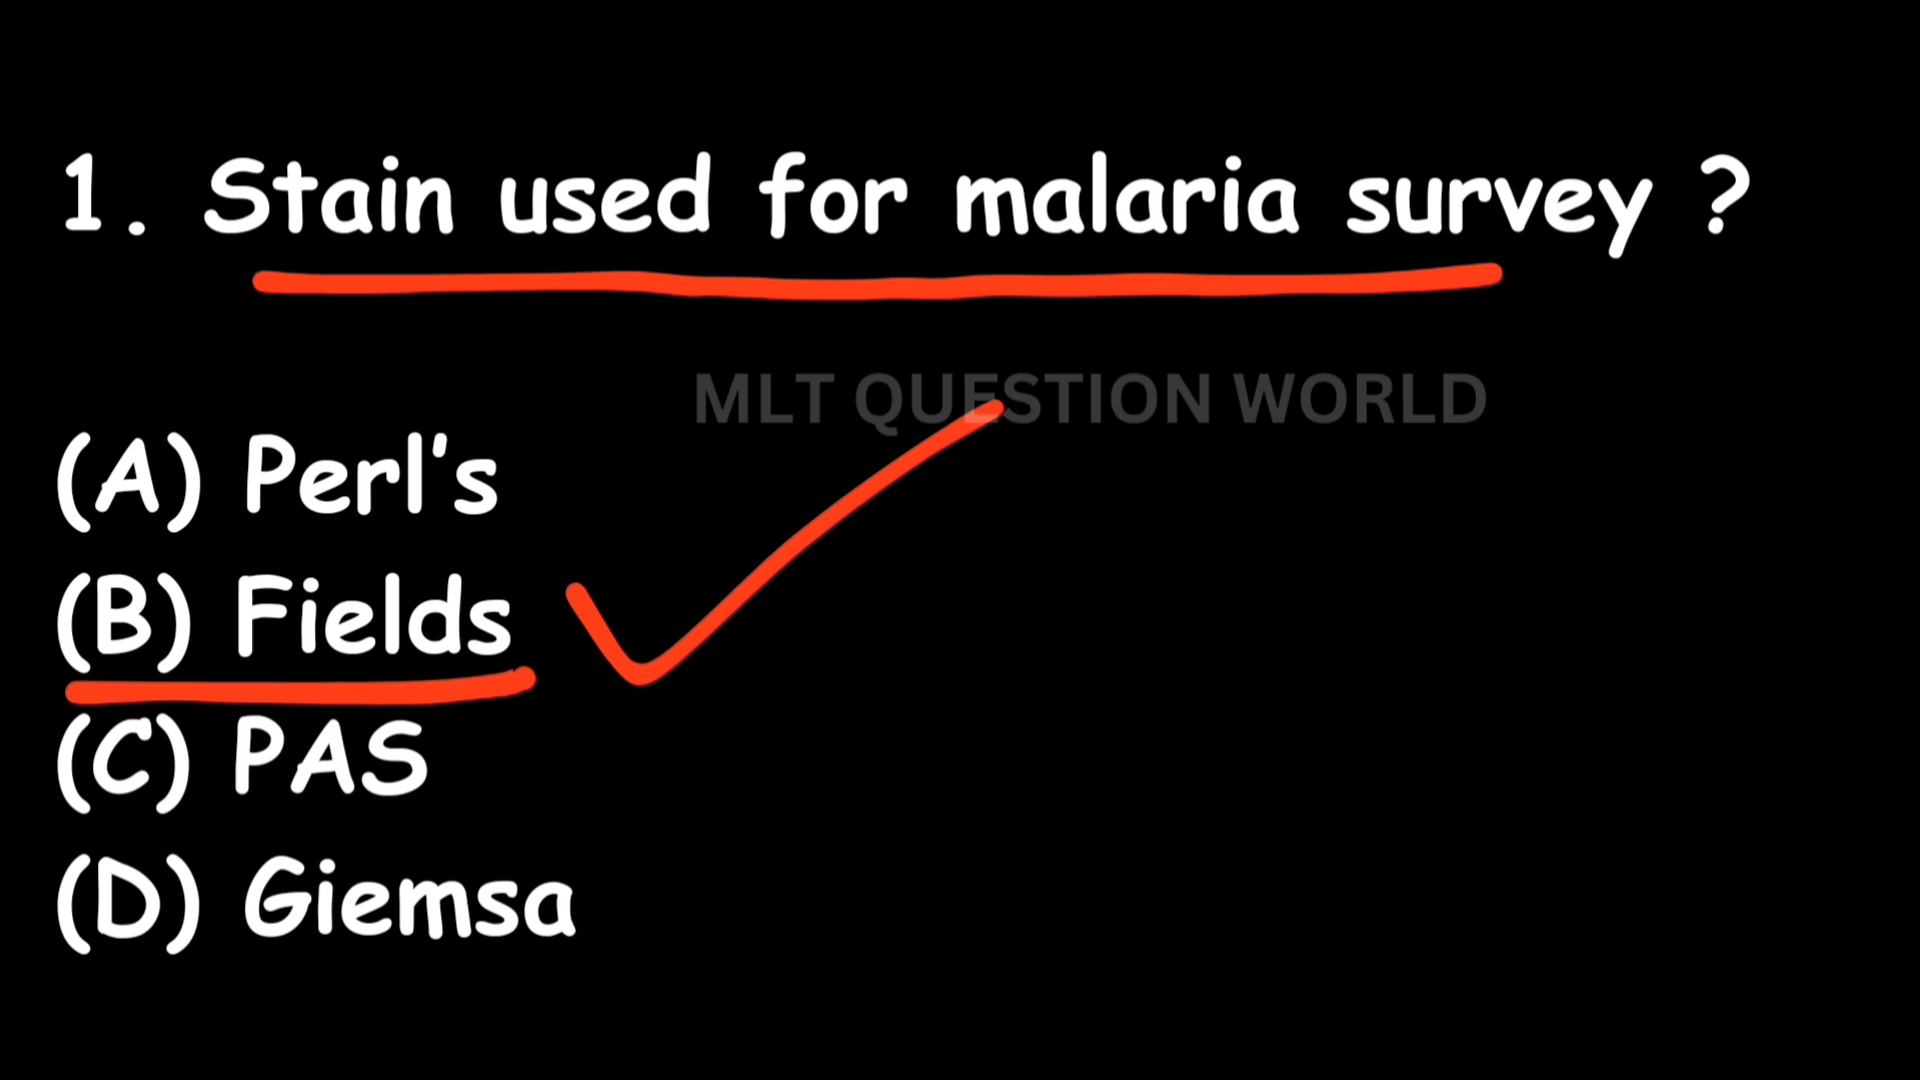 1. Stain used for malaria survey ?
MLT QUESTION WORLD
(A) Perl's
(B) Fields
(C) PAS
(D) Giemsa